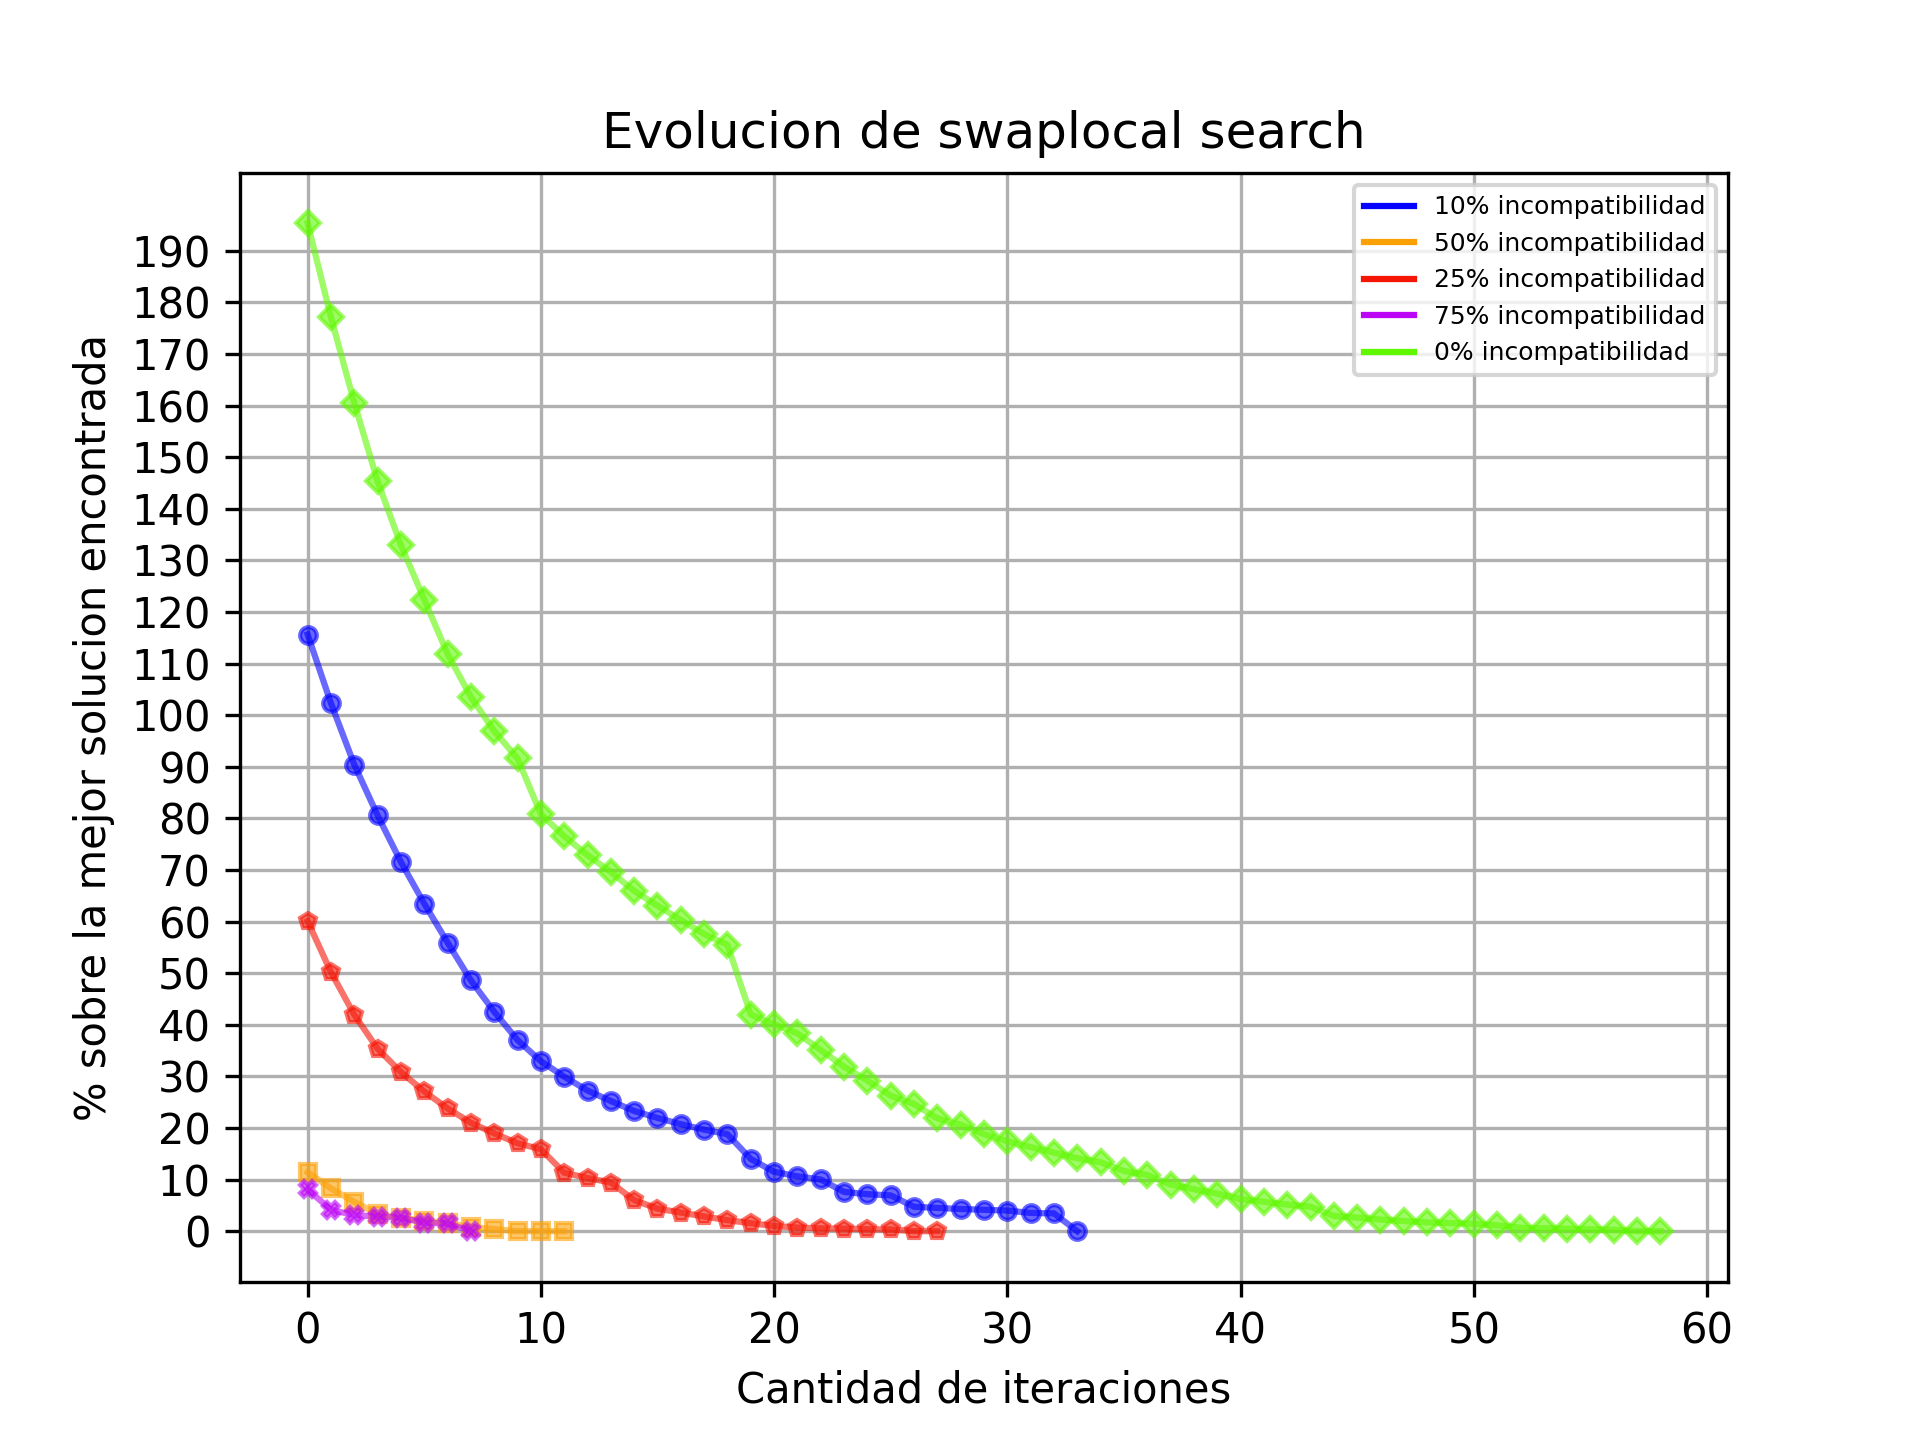 Evolucion de swaplocal search
10% incompatibilidad
50% incompatibilidad
25% incompatibilidad
75% incompatibilidad
0% incompatibilidad
% sobre la mejor solucion encontrada
190
180
170
160
150
140
130
120
110
100
90
80
70
60
50
40
30
20
10
0
0 10 20 30 40 50 60
Cantidad de iteraciones